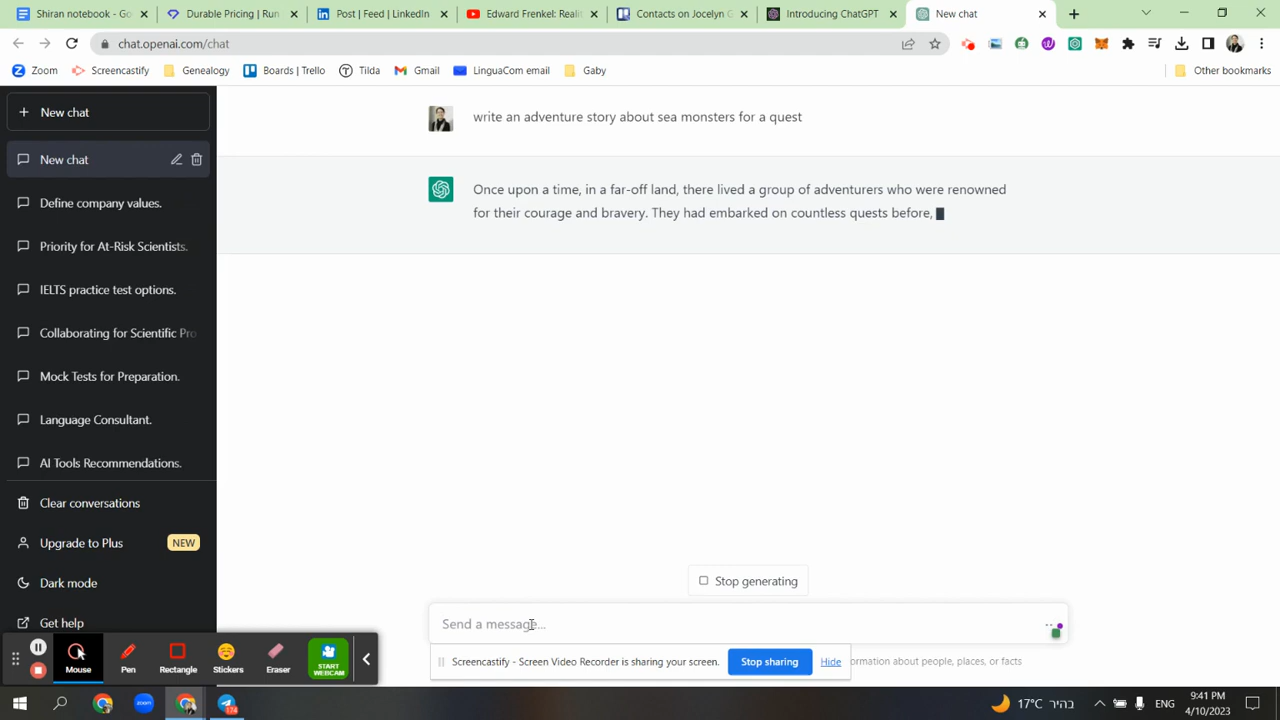 Shiran notebook - Go
Durable Pricing | Run
Post | Feed | LinkedIn
Edward Frenkel: Reali
Contacts on Jocelyn G
Introducing ChatGPT
New chat
chat.openai.com/chat
Zoom
Screencastify
Genealogy
Boards | Trello
Tilda
Gmail
LinguaCom email
Gaby
Other bookmarks
New chat
New chat
Define company values.
Priority for At-Risk Scientists.
IELTS practice test options.
Collaborating for Scientific Pro
Mock Tests for Preparation.
Language Consultant.
AI Tools Recommendations.
Clear conversations
Upgrade to Plus
NEW
Dark mode
Get help
write an adventure story about sea monsters for a quest
Once upon a time, in a far-off land, there lived a group of adventurers who were renowned
for their courage and bravery. They had embarked on countless quests before,
Stop generating
Send a message...
Screencastify - Screen Video Recorder is sharing your screen.
Stop sharing
Hide
ormation about people, places, or facts
Mouse
Pen
Rectangle
Stickers
Eraser
START
WEBCAM
174
17°C
בהיר
ENG
9:41 PM
4/10/2023